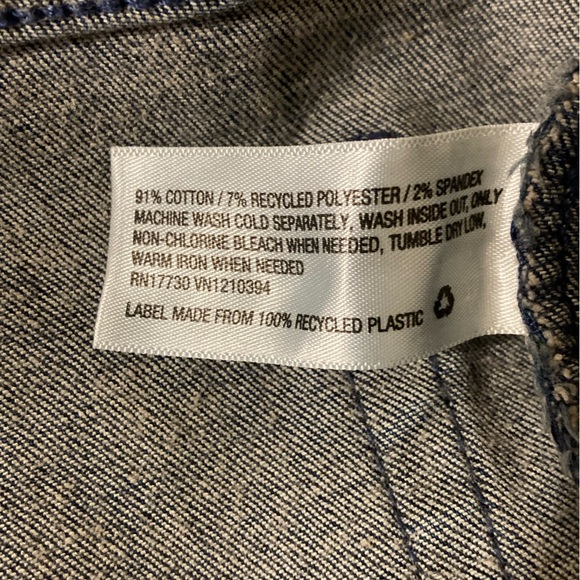 91% COTTON / 7% RECYCLED POLYESTER / 2% SPANDEX
MACHINE WASH COLD SEPARATELY, WASH INSIDE OUT, ONLY
NON-CHLORINE BLEACH WHEN NEEDED, TUMBLE DRY LOW,
WARM IRON WHEN NEEDED
RN17730 VN1210394
LABEL MADE FROM 100% RECYCLED PLASTIC